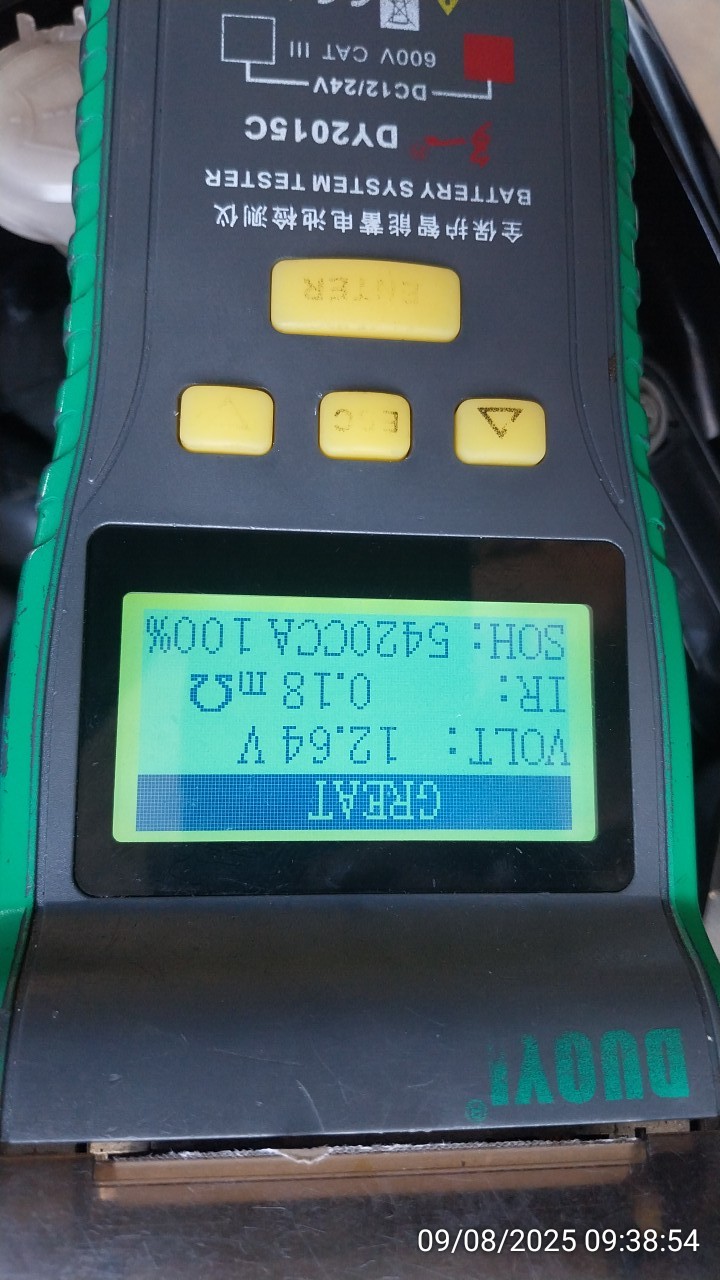 DUOYI®
GREAT
VOLT: 12.64 V
IR: 0.18 mΩ
SOH: 5420CCA 100%
ESC
ENTER
全保护智能蓄电池检测仪
BATTERY SYSTEM TESTER
DY2015C
DC12/24V
600V CAT III
09/08/2025 09:38:54